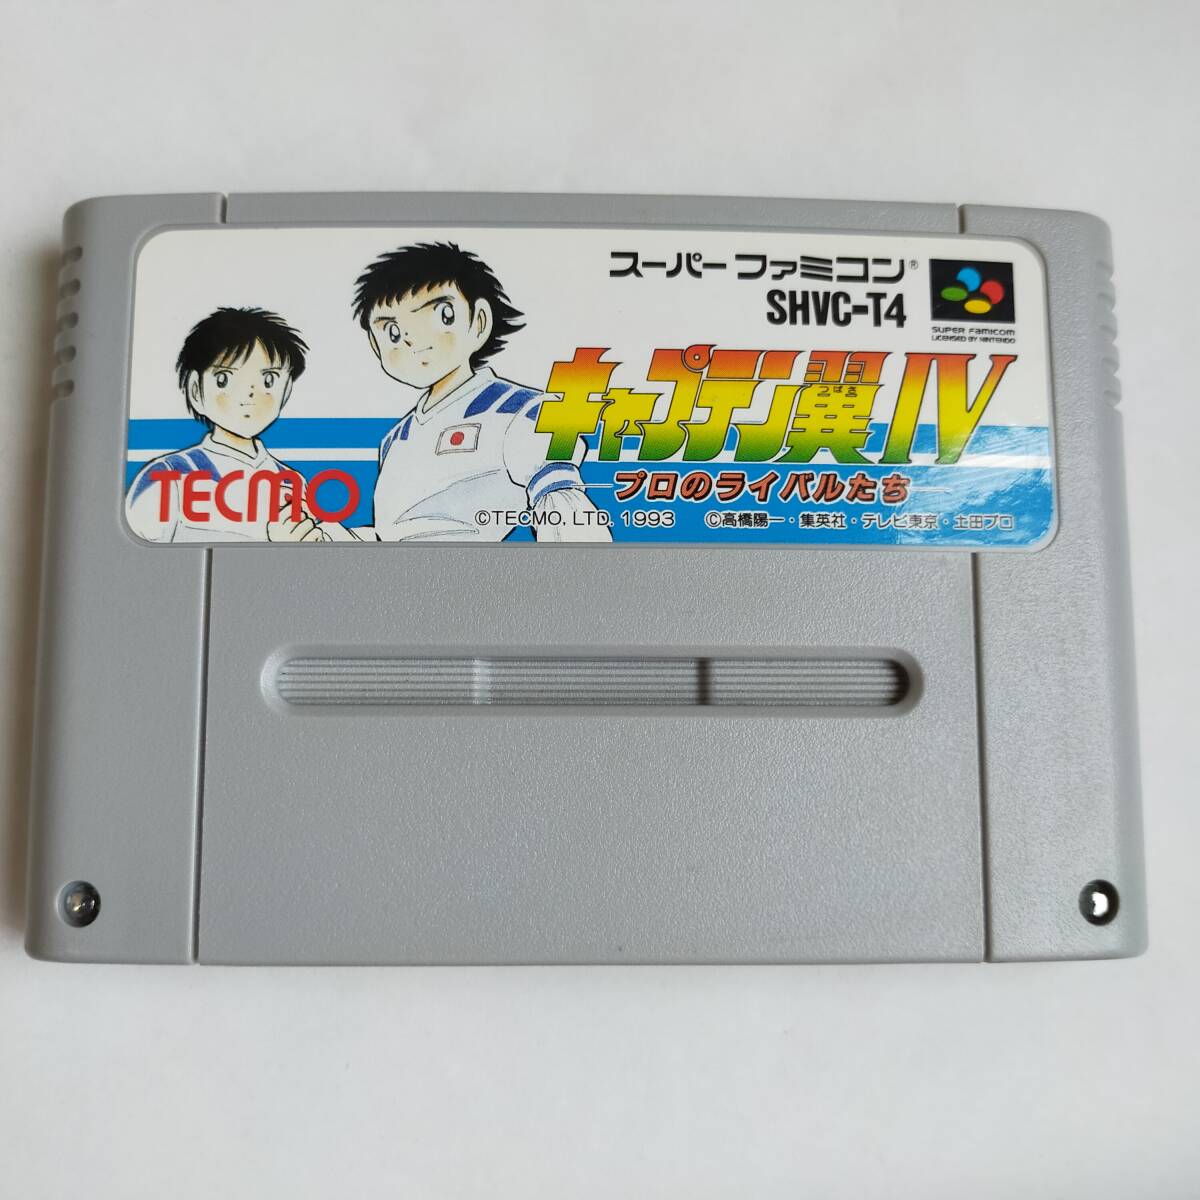 スーパーファミコン®
SHVC-T4
SUPER FAMICOM
LICENSED BY NINTENDO
キャプテン翼IV
つばさ
プロのライバルたち
TECMO
©TECMO, LTD. 1993 ©高橋陽一・集英社・テレビ東京・土田プロ